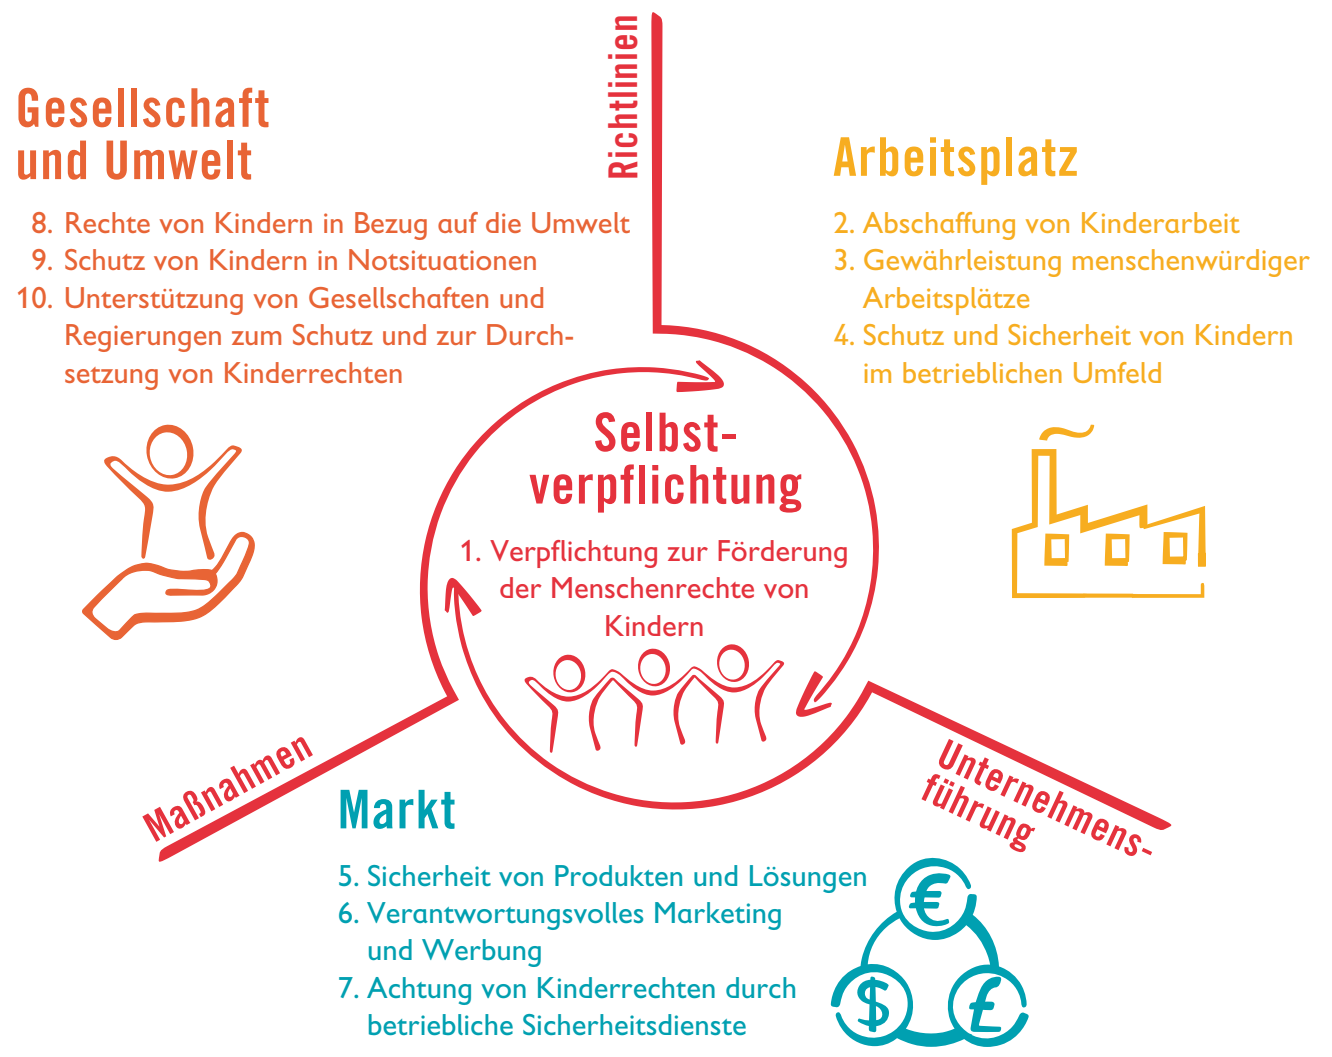 Richtlinien
Gesellschaft
und Umwelt
8. Rechte von Kindern in Bezug auf die Umwelt
9. Schutz von Kindern in Notsituationen
10. Unterstützung von Gesellschaften und
Regierungen zum Schutz und zur Durch-
setzung von Kinderrechten
Arbeitsplatz
2. Abschaffung von Kinderarbeit
3. Gewährleistung menschenwürdiger
Arbeitsplätze
4. Schutz und Sicherheit von Kindern
im betrieblichen Umfeld
Selbst-
verpflichtung
1. Verpflichtung zur Förderung
der Menschenrechte von
Kindern
Maßnahmen
Unternehmens-
führung
Markt
5. Sicherheit von Produkten und Lösungen
6. Verantwortungsvolles Marketing
und Werbung
7. Achtung von Kinderrechten durch
betriebliche Sicherheitsdienste
€
$ £